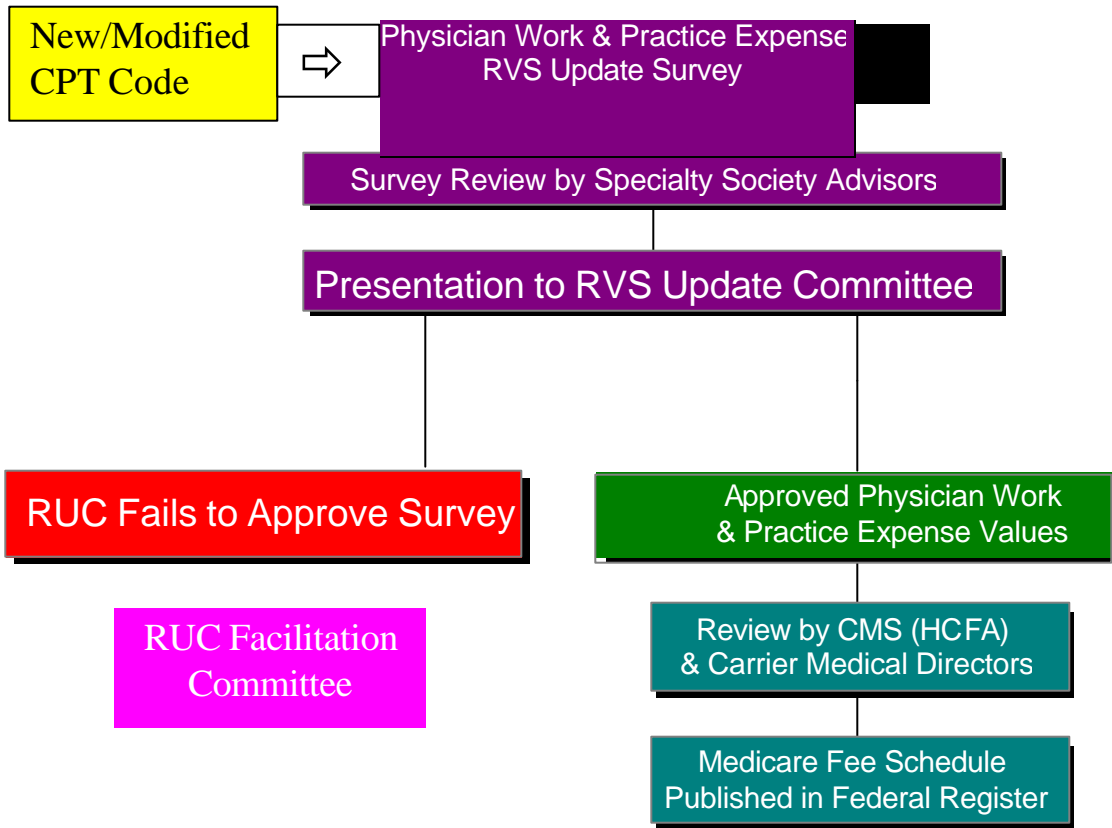 New/Modified
CPT Code
⇨
Physician Work & Practice Expense
RVS Update Survey
Survey Review by Specialty Society Advisors
Presentation to RVS Update Committee
RUC Fails to Approve Survey
Approved Physician Work
& Practice Expense Values
RUC Facilitation
Committee
Review by CMS (HCFA)
& Carrier Medical Directors
Medicare Fee Schedule
Published in Federal Register